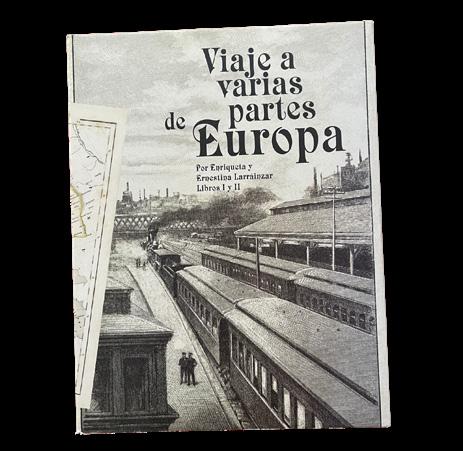 Viaje a
varias
partes
de Europa
Por Enriqueta y
Ernestina Larrainzar
Libros I y II